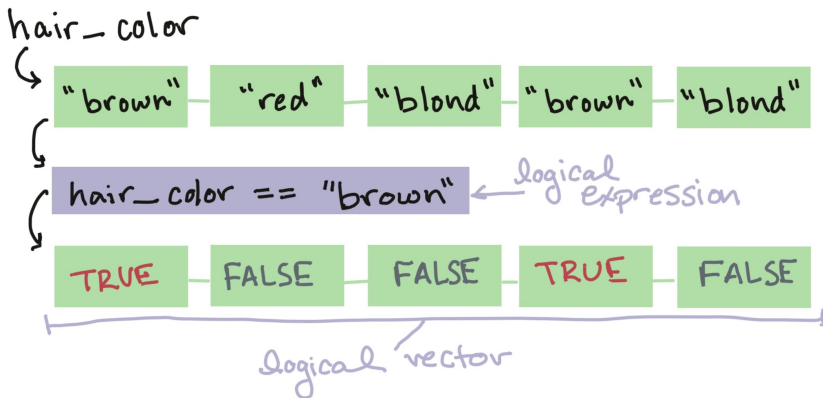 hair_color
"brown" "red" "blond" "brown" "blond"
hair_color == "brown" logical
expression
TRUE FALSE FALSE TRUE FALSE
logical vector